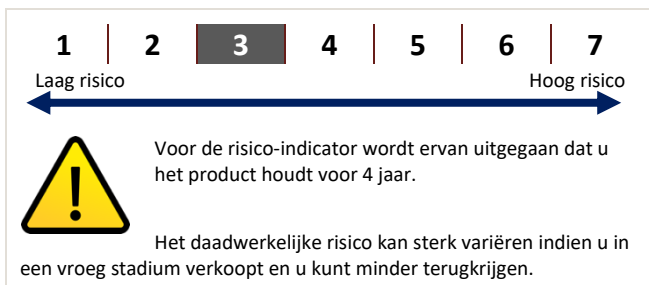 1 2 3 4 5 6 7
Laag risico Hoog risico
Voor de risico-indicator wordt ervan uitgegaan dat u
het product houdt voor 4 jaar.
Het daadwerkelijke risico kan sterk variëren indien u in
een vroeg stadium verkoopt en u kunt minder terugkrijgen.